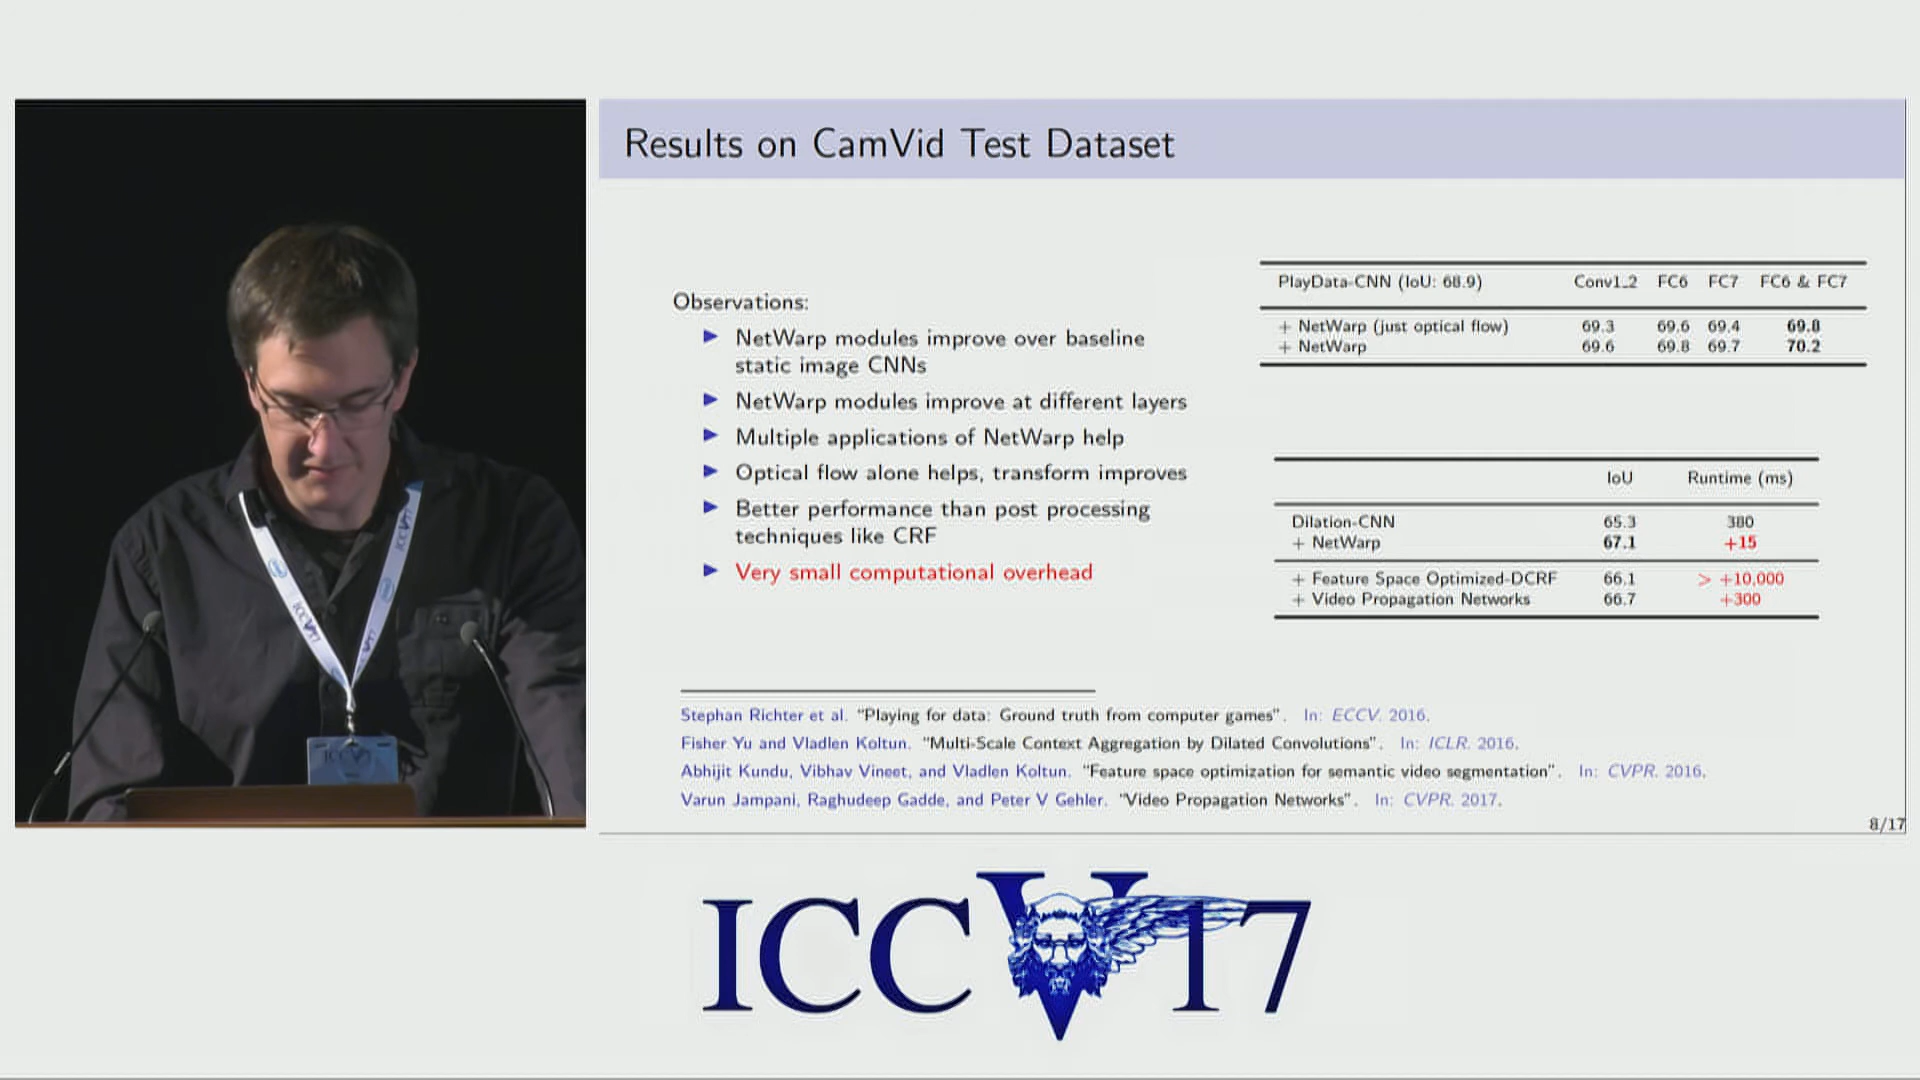 Results on CamVid Test Dataset
Observations:
NetWarp modules improve over baseline
static image CNNs
NetWarp modules improve at different layers
Multiple applications of NetWarp help
Optical flow alone helps, transform improves
Better performance than post processing
techniques like CRF
Very small computational overhead
PlayData-CNN (IoU: 68.9) Conv1_2 FC6 FC7 FC6 & FC7
+ NetWarp (just optical flow) 69.3 69.6 69.4 69.8
+ NetWarp 69.6 69.8 69.7 70.2
IoU Runtime (ms)
Dilation-CNN 65.3 380
+ NetWarp 67.1 +15
+ Feature Space Optimized-DCRF 66.1 > +10,000
+ Video Propagation Networks 66.7 +300
Stephan Richter et al. "Playing for data: Ground truth from computer games". In: ECCV. 2016.
Fisher Yu and Vladlen Koltun. "Multi-Scale Context Aggregation by Dilated Convolutions". In: ICLR. 2016.
Abhijit Kundu, Vibhav Vineet, and Vladlen Koltun. "Feature space optimization for semantic video segmentation". In: CVPR. 2016.
Varun Jampani, Raghudeep Gadde, and Peter V Gehler. "Video Propagation Networks". In: CVPR. 2017.
8/17
ICCV17
ICCV17
ICCV17
ICCV17